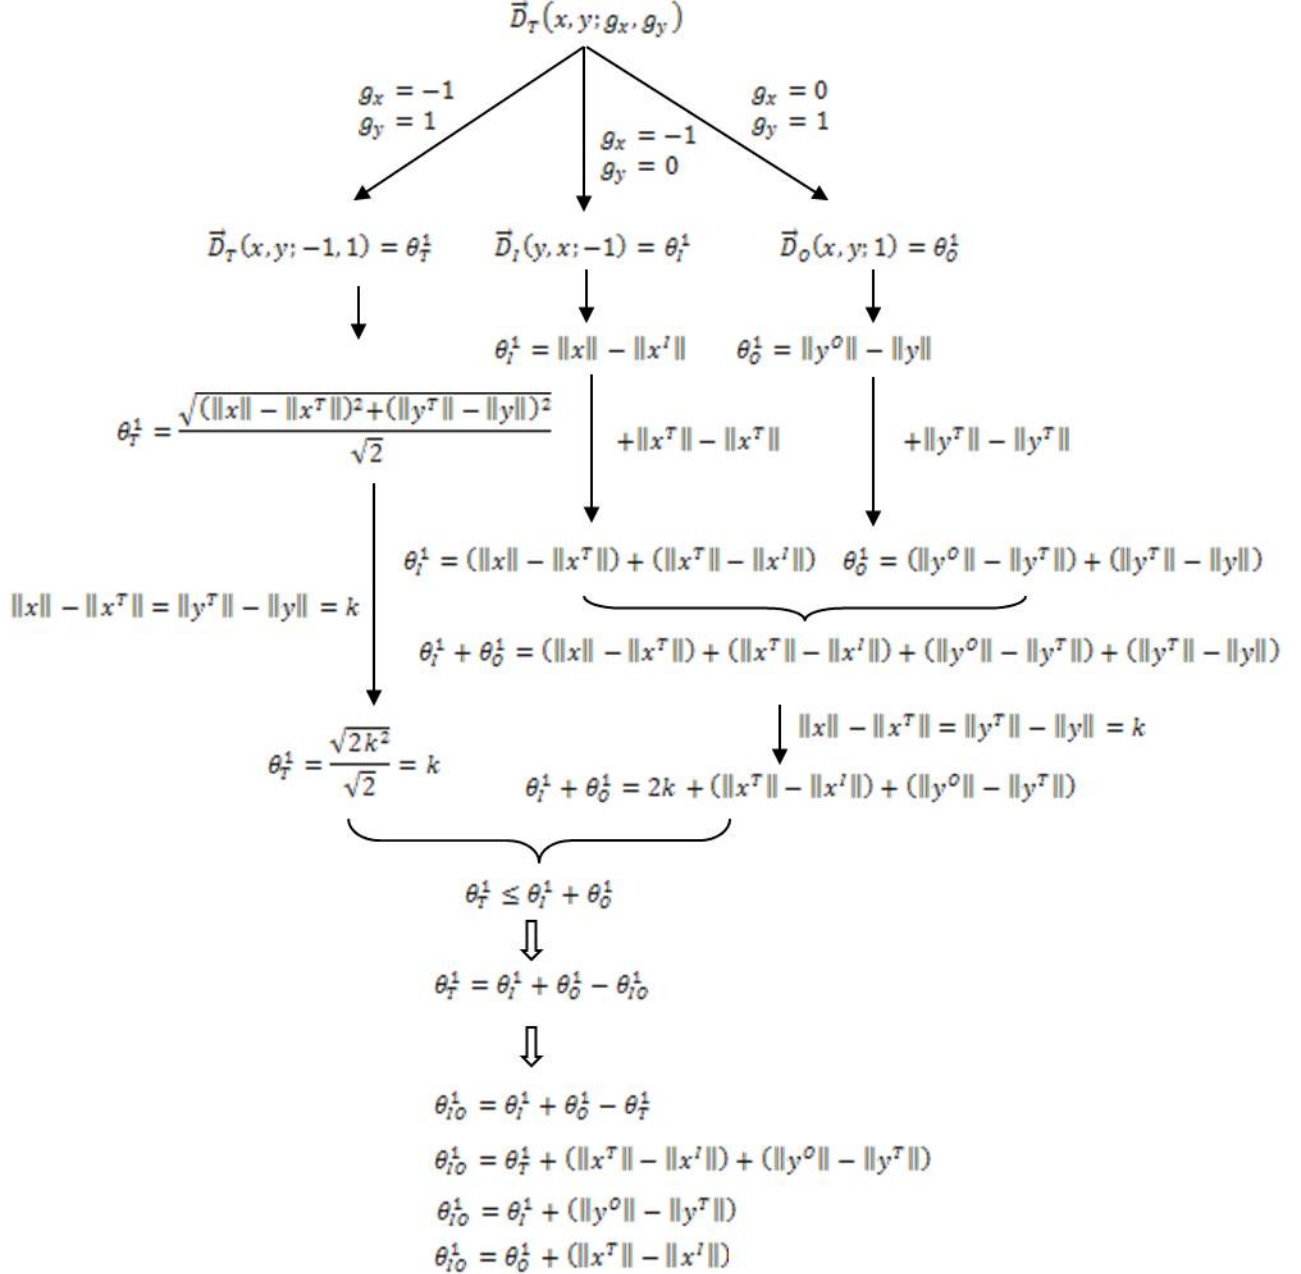 D⃗_T(x, y; g_x, g_y)
g_x = −1
g_y = 1
g_x = −1
g_y = 0
g_x = 0
g_y = 1
D⃗_T(x, y; −1, 1) = θ_T^1
D⃗_I(y, x; −1) = θ_I^1
D⃗_O(x, y; 1) = θ_O^1
θ_I^1 = ‖x‖ − ‖x^I‖
θ_O^1 = ‖y^O‖ − ‖y‖
θ_T^1 = √((‖x‖ − ‖x^T‖)² + (‖y^T‖ − ‖y‖)²) / √2
+‖x^T‖ − ‖x^T‖
+‖y^T‖ − ‖y^T‖
θ_I^1 = (‖x‖ − ‖x^T‖) + (‖x^T‖ − ‖x^I‖)
θ_O^1 = (‖y^O‖ − ‖y^T‖) + (‖y^T‖ − ‖y‖)
‖x‖ − ‖x^T‖ = ‖y^T‖ − ‖y‖ = k
θ_I^1 + θ_O^1 = (‖x‖ − ‖x^T‖) + (‖x^T‖ − ‖x^I‖) + (‖y^O‖ − ‖y^T‖) + (‖y^T‖ − ‖y‖)
‖x‖ − ‖x^T‖ = ‖y^T‖ − ‖y‖ = k
θ_T^1 = √(2k²) / √2 = k
θ_I^1 + θ_O^1 = 2k + (‖x^T‖ − ‖x^I‖) + (‖y^O‖ − ‖y^T‖)
θ_T^1 ≤ θ_I^1 + θ_O^1
θ_T^1 = θ_I^1 + θ_O^1 − θ_IO^1
θ_IO^1 = θ_I^1 + θ_O^1 − θ_T^1
θ_IO^1 = θ_T^1 + (‖x^T‖ − ‖x^I‖) + (‖y^O‖ − ‖y^T‖)
θ_IO^1 = θ_I^1 + (‖y^O‖ − ‖y^T‖)
θ_IO^1 = θ_O^1 + (‖x^T‖ − ‖x^I‖)